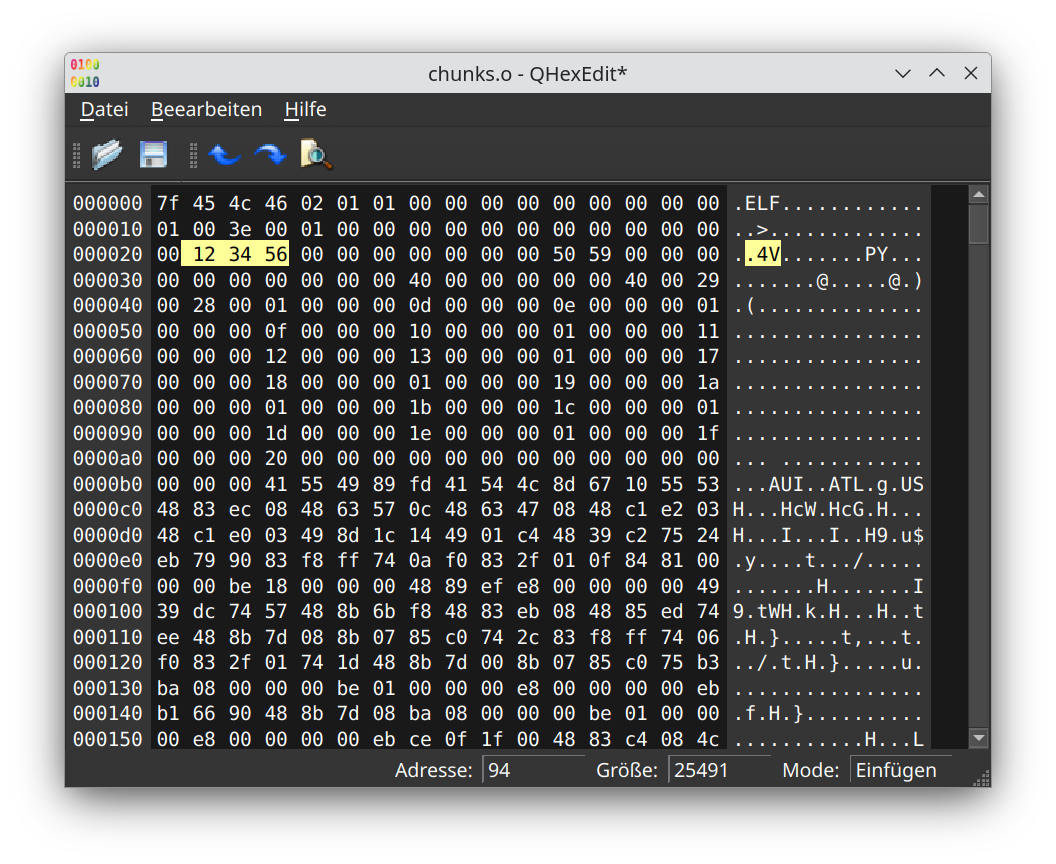 0100
0010
chunks.o - QHexEdit*
Datei Beearbeiten Hilfe
000000 7f 45 4c 46 02 01 01 00 00 00 00 00 00 00 00 00 .ELF............
000010 01 00 3e 00 01 00 00 00 00 00 00 00 00 00 00 00 ..>.............
000020 00 12 34 56 00 00 00 00 00 00 00 50 59 00 00 00 ..4V.......PY...
000030 00 00 00 00 00 00 00 40 00 00 00 00 00 40 00 29 .......@.....@.)
000040 00 28 00 01 00 00 00 0d 00 00 00 0e 00 00 00 01 .(..............
000050 00 00 00 0f 00 00 00 10 00 00 00 01 00 00 00 11 ................
000060 00 00 00 12 00 00 00 13 00 00 00 01 00 00 00 17 ................
000070 00 00 00 18 00 00 00 01 00 00 00 19 00 00 00 1a ................
000080 00 00 00 01 00 00 00 1b 00 00 00 1c 00 00 00 01 ................
000090 00 00 00 1d 00 00 00 1e 00 00 00 01 00 00 00 1f ................
0000a0 00 00 00 20 00 00 00 00 00 00 00 00 00 00 00 00 ... ............
0000b0 00 00 00 41 55 49 89 fd 41 54 4c 8d 67 10 55 53 ...AUI..ATL.g.US
0000c0 48 83 ec 08 48 63 57 0c 48 63 47 08 48 c1 e2 03 H...HcW.HcG.H...
0000d0 48 c1 e0 03 49 8d 1c 14 49 01 c4 48 39 c2 75 24 H...I...I..H9.u$
0000e0 eb 79 90 83 f8 ff 74 0a f0 83 2f 01 0f 84 81 00 .y....t.../.....
0000f0 00 00 be 18 00 00 00 48 89 ef e8 00 00 00 00 49 .......H.......I
000100 39 dc 74 57 48 8b 6b f8 48 83 eb 08 48 85 ed 74 9.tWH.k.H...H..t
000110 ee 48 8b 7d 08 8b 07 85 c0 74 2c 83 f8 ff 74 06 .H.}.....t,...t.
000120 f0 83 2f 01 74 1d 48 8b 7d 00 8b 07 85 c0 75 b3 ../.t.H.}.....u.
000130 ba 08 00 00 00 be 01 00 00 00 e8 00 00 00 00 eb ................
000140 b1 66 90 48 8b 7d 08 ba 08 00 00 00 be 01 00 00 .f.H.}..........
000150 00 e8 00 00 00 00 eb ce 0f 1f 00 48 83 c4 08 4c ...........H...L
Adresse: 94 Größe: 25491 Mode: Einfügen